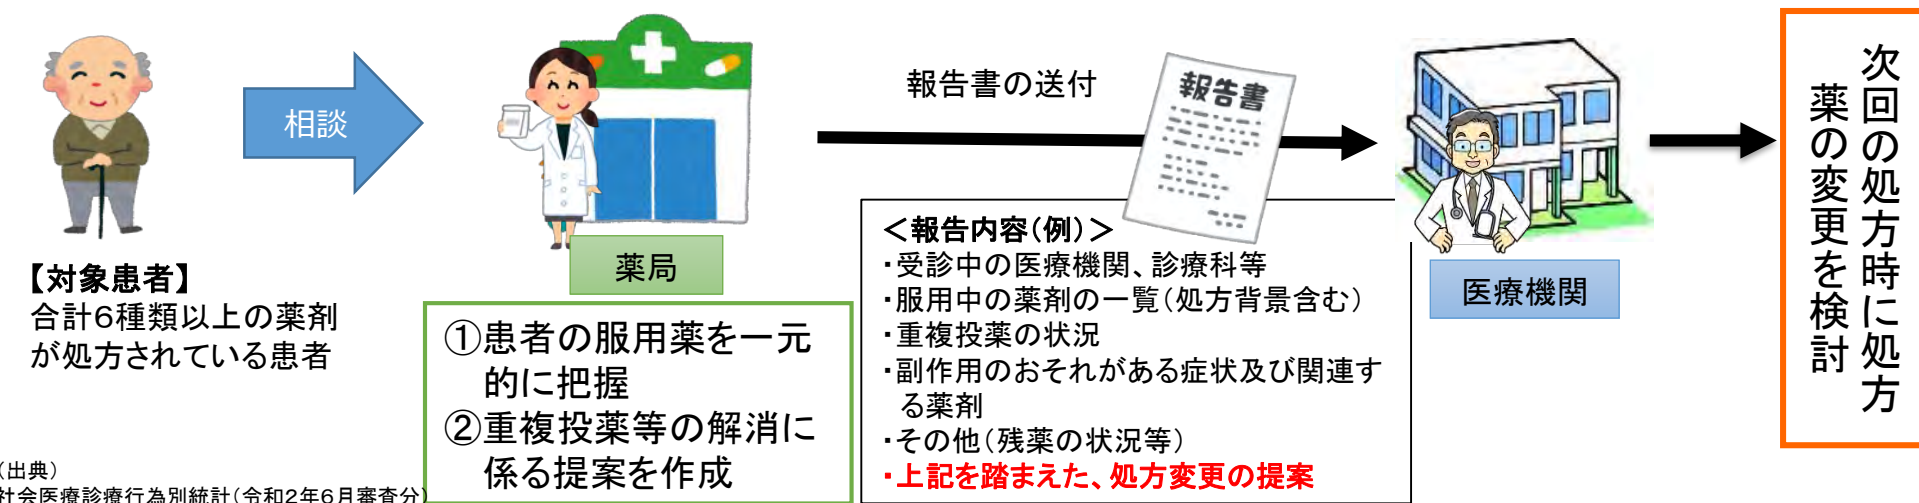 相談
【対象患者】
合計6種類以上の薬剤
が処方されている患者
薬局
①患者の服用薬を一元
的に把握
②重複投薬等の解消に
係る提案を作成
報告書の送付
報告書
＜報告内容（例）＞
・受診中の医療機関、診療科等
・服用中の薬剤の一覧（処方背景含む）
・重複投薬の状況
・副作用のおそれがある症状及び関連す
る薬剤
・その他（残薬の状況等）
・上記を踏まえた、処方変更の提案
医療機関
次回の処方時に処方
薬の変更を検討
（出典）
社会医療診療行為別統計（令和2年6月審査分）